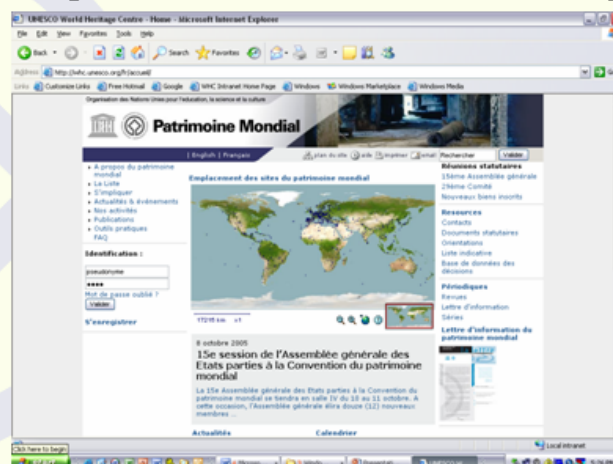 UNESCO World Heritage Centre - Home - Microsoft Internet Explorer
File Edit View Favorites Tools Help
Back Search Favorites
Address http://whc.unesco.org/fr/accueil/
Links Customize Links Free Hotmail Google WHC Intranet Home Page Windows Windows Marketplace Windows Media
Organisation des Nations Unies pour l'éducation, la science et la culture
Patrimoine Mondial
| English | Français
plan du site aide imprimer email Rechercher Valider
A propos du patrimoine mondial
La Liste
S'impliquer
Actualités & événements
Nos activités
Publications
Outils pratiques
FAQ
Identification :
pseudonyme
Mot de passe oublié ?
Valider
S'enregistrer
Emplacement des sites du patrimoine mondial
17215 km x1
8 octobre 2005
15e session de l'Assemblée générale des
Etats parties à la Convention du patrimoine
mondial
La 15e Assemblée générale des Etats parties à la Convention du
patrimoine mondial se tiendra en salle IV du 10 au 11 octobre. A
cette occasion, l'Assemblée générale élira douze (12) nouveaux
membres ...
Actualités Calendrier
Réunions statutaires
15ème Assemblée générale
29ème Comité
Nouveaux biens inscrits
Resources
Contacts
Documents statutaires
Orientations
Liste indicative
Base de données des
décisions
Périodiques
Revues
Lettre d'information
Séries
Lettre d'information du
patrimoine mondial
Click here to begin
Local intranet